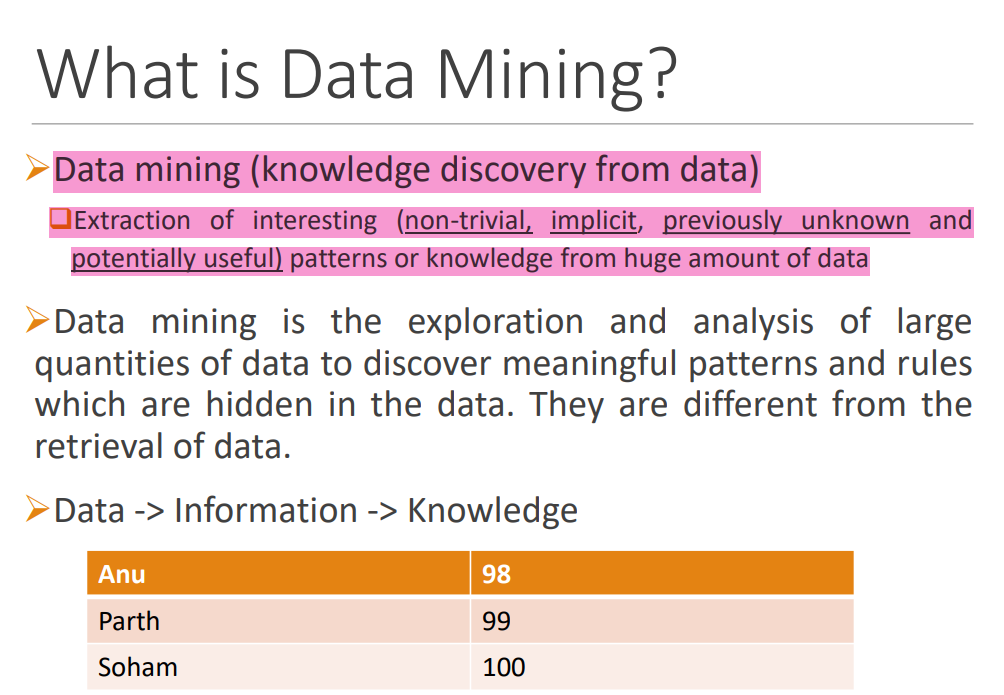 What is Data Mining?
Data mining (knowledge discovery from data)
Extraction of interesting (non-trivial, implicit, previously unknown and
potentially useful) patterns or knowledge from huge amount of data
Data mining is the exploration and analysis of large
quantities of data to discover meaningful patterns and rules
which are hidden in the data. They are different from the
retrieval of data.
Data -> Information -> Knowledge
Anu 98
Parth 99
Soham 100